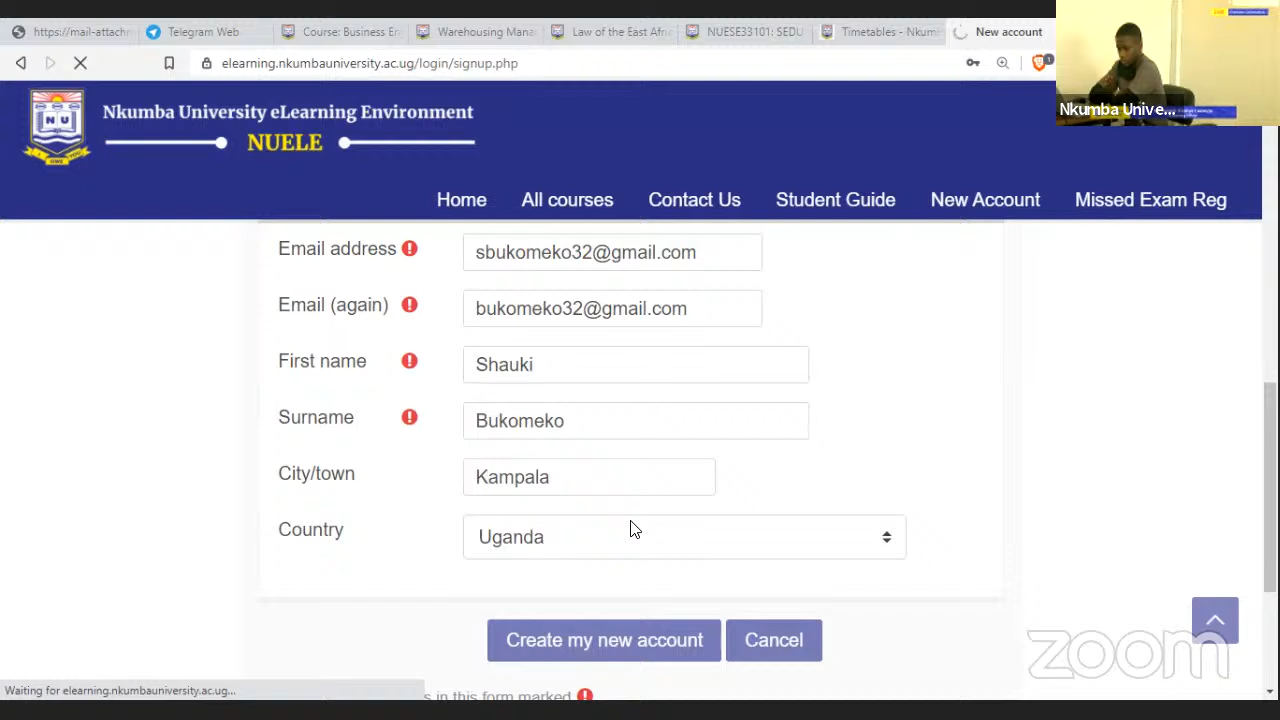 https://mail-attachm
Telegram Web
Course: Business En
Warehousing Mana
Law of the East Afri
NUESE33101: SEDU
Timetables - Nkum
New account
elearning.nkumbauniversity.ac.ug/login/signup.php
1
Nkumba Unive...
Nkumba University eLearning Environment
NUELE
NU
Home
All courses
Contact Us
Student Guide
New Account
Missed Exam Reg
Email address
sbukomeko32@gmail.com
Email (again)
bukomeko32@gmail.com
First name
Shauki
Surname
Bukomeko
City/town
Kampala
Country
Uganda
Create my new account
Cancel
zoom
Waiting for elearning.nkumbauniversity.ac.ug...
s in this form marked